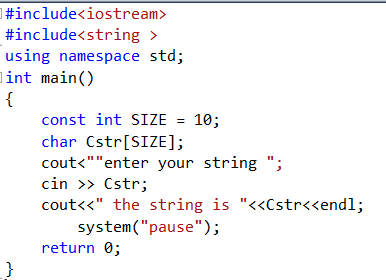 #include<iostream>
#include<string >
using namespace std;
int main()
{
    const int SIZE = 10;
    char Cstr[SIZE];
    cout<""enter your string ";
    cin >> Cstr;
    cout<<" the string is "<<Cstr<<endl;
        system("pause");
    return 0;
}